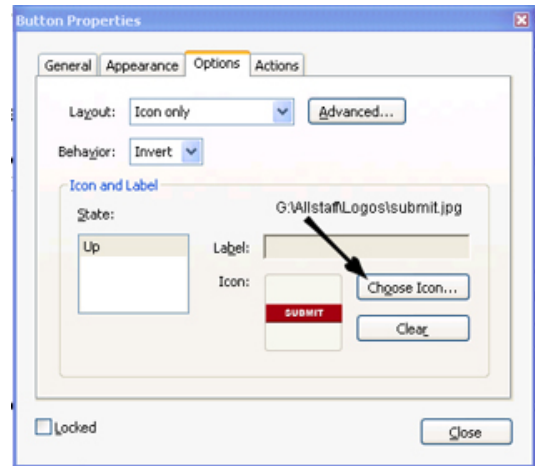 Button Properties
General Appearance Options Actions
Layout: Icon only Advanced...
Behavior: Invert
Icon and Label
State: G:\Allstaff\Logos\submit.jpg
Up Label:
Icon: Choose Icon...
SUBMIT
Clear
Locked Close